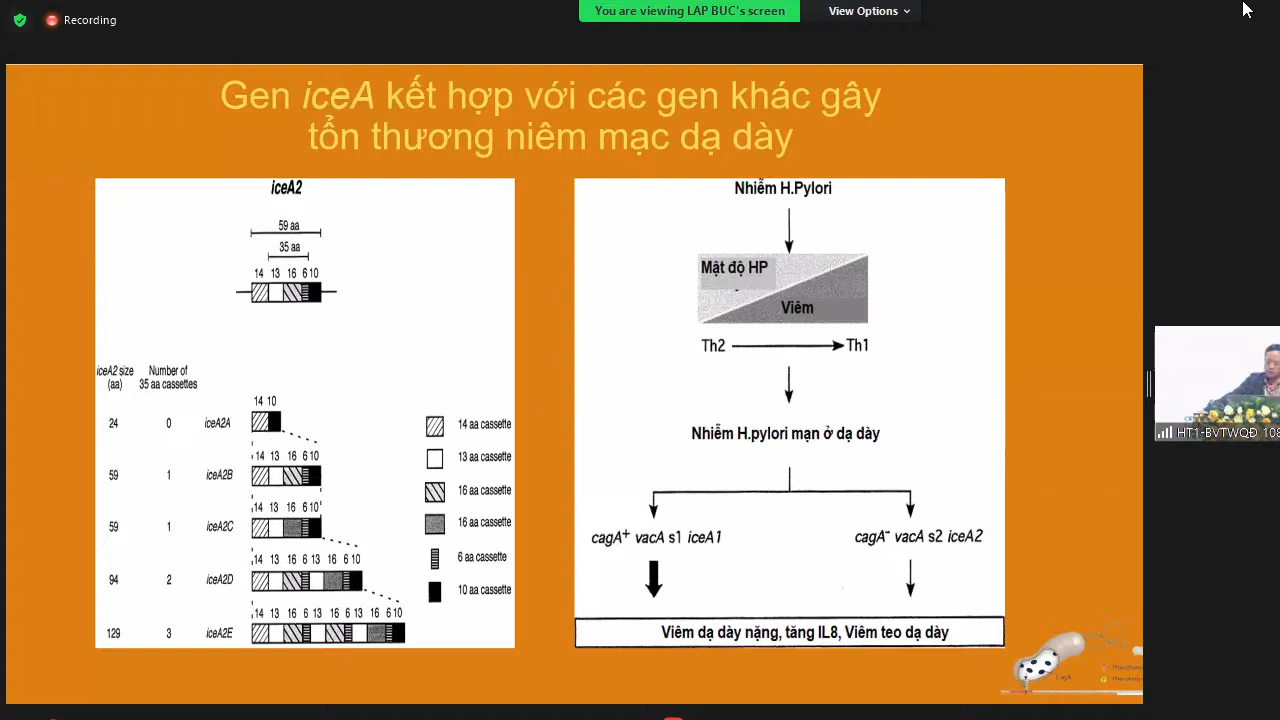 Recording
You are viewing LAP BUC's screen
View Options
Gen iceA kết hợp với các gen khác gây
tổn thương niêm mạc dạ dày
iceA2
59 aa
35 aa
14 13 16 6 10
iceA2 size
(aa)
Number of
35 aa cassettes
14 10
24 0 iceA2A
14 13 16 6 10
59 1 iceA2B
14 13 16 6 10
59 1 iceA2C
14 13 16 6 13 16 6 10
94 2 iceA2D
14 13 16 6 13 16 6 13 16 6 10
129 3 iceA2E
14 aa cassette
13 aa cassette
16 aa cassette
16 aa cassette
6 aa cassette
10 aa cassette
Nhiễm H.Pylori
Mật độ HP
Viêm
Th2 Th1
Nhiễm H.pylori mạn ở dạ dày
cagA+ vacA s1 iceA1
cagA- vacA s2 iceA2
Viêm dạ dày nặng, tăng IL8, Viêm teo dạ dày
CagA
HT1-BVTWQĐ 108